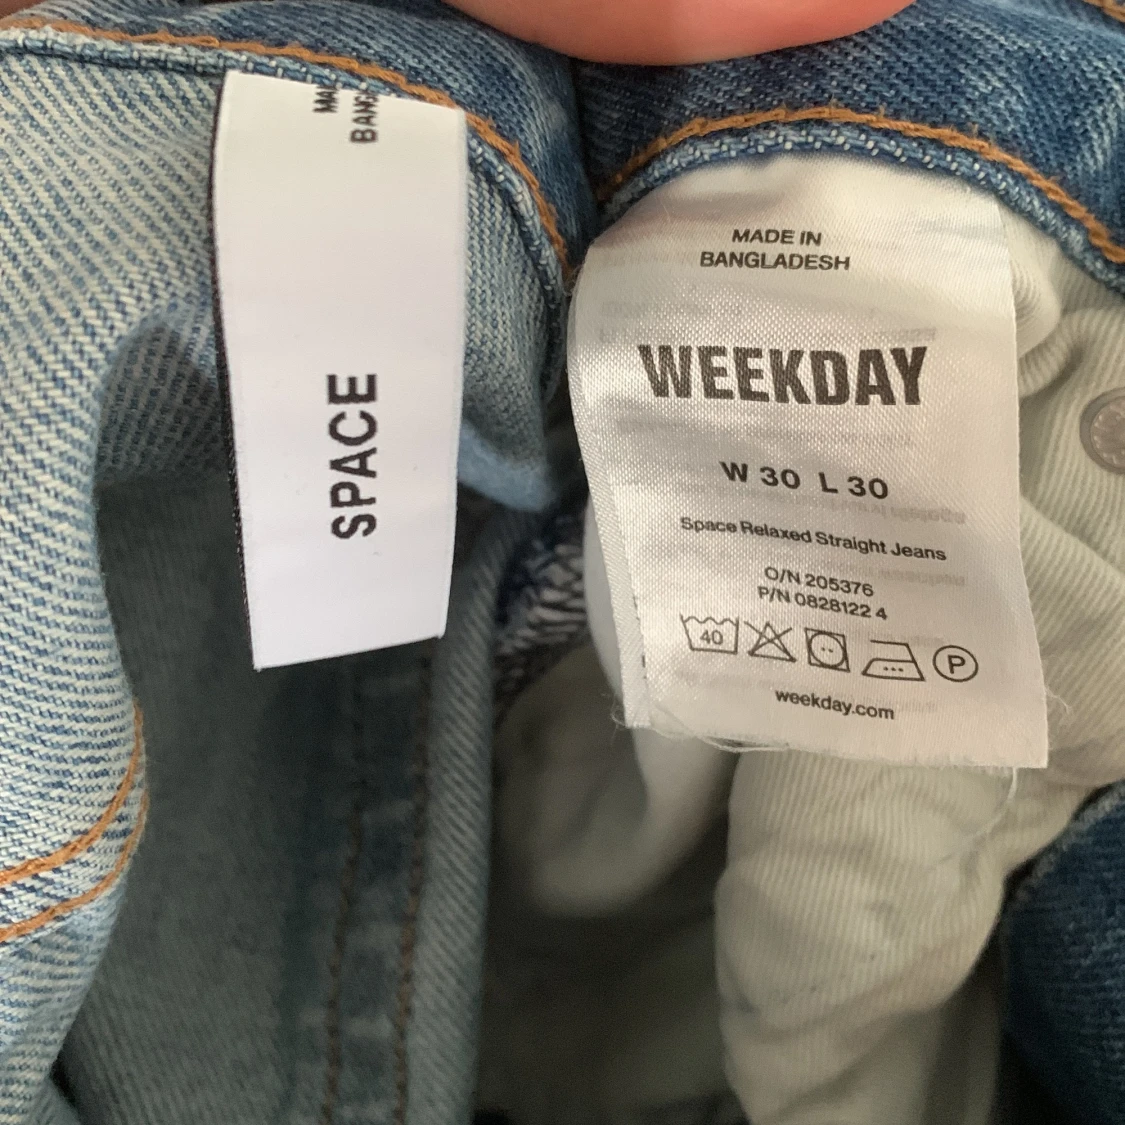 SPACE
MADE IN
BANGLADESH
WEEKDAY
W 30 L 30
Space Relaxed Straight Jeans
O/N 205376
P/N 0828122 4
40
P
weekday.com